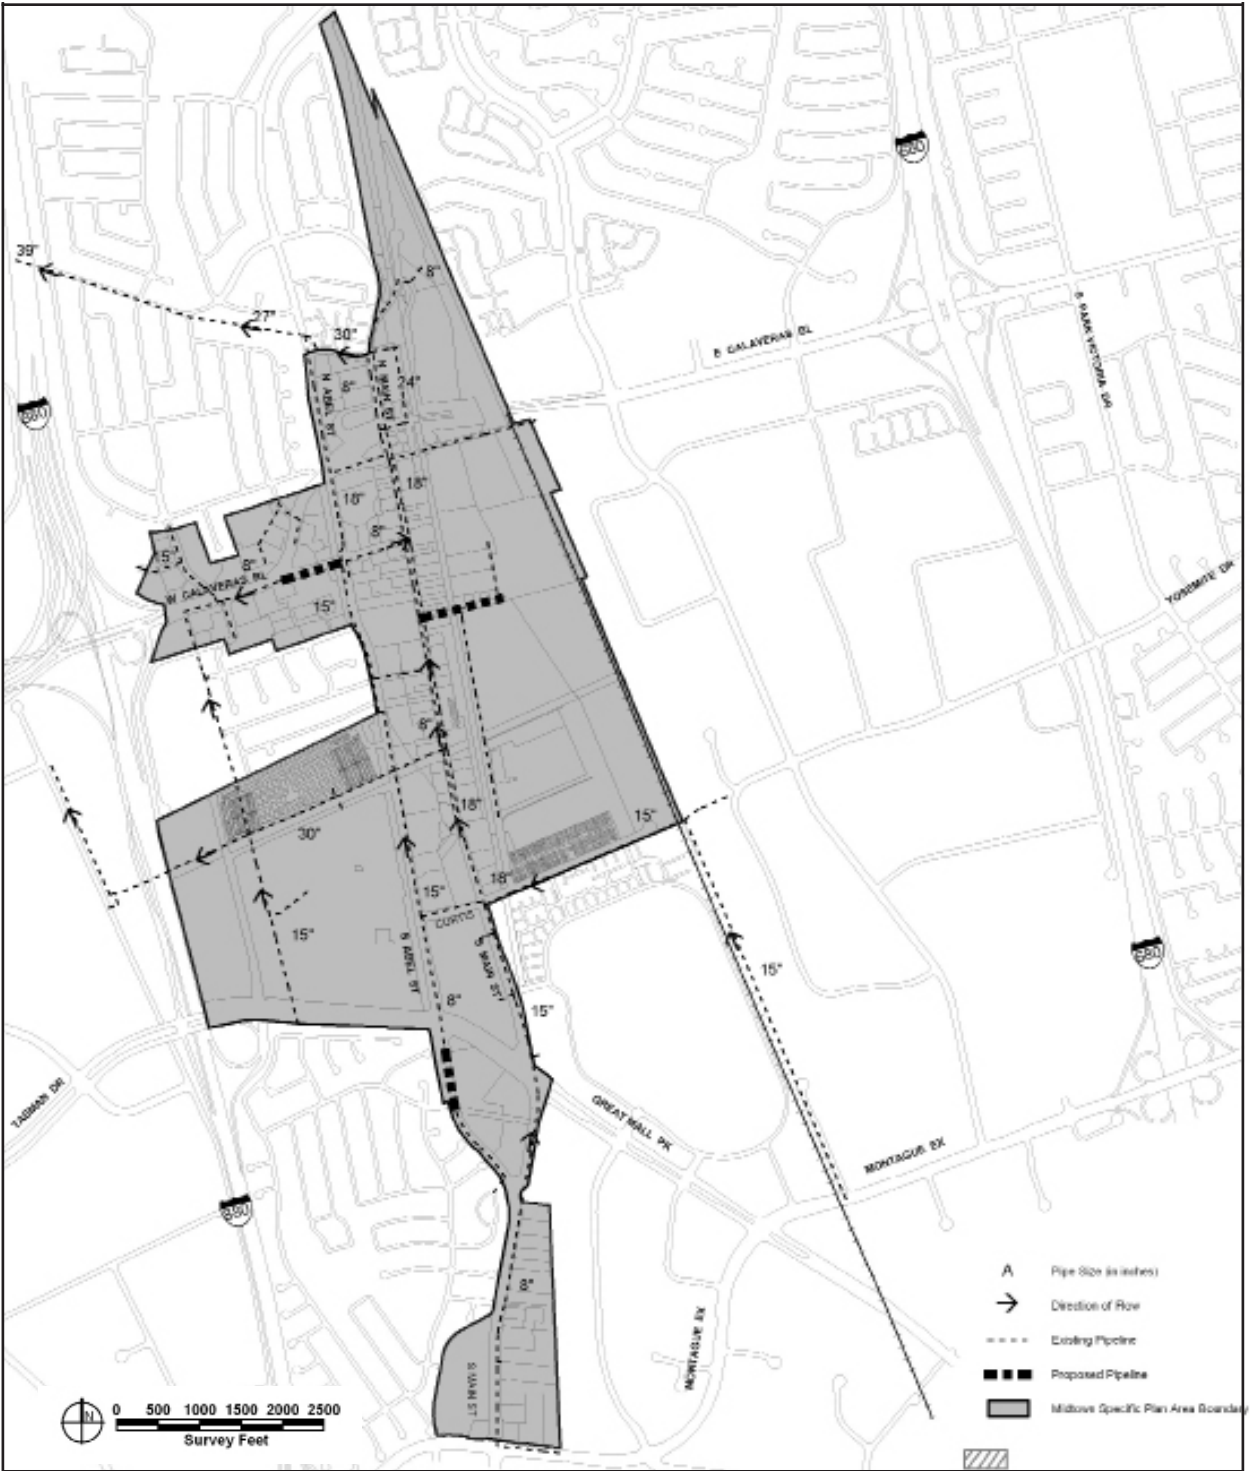 680
39"
8"
27"
30"
E CALAVERAS BL
S PARK VICTORIA DR
N ABEL ST
8"
N MAIN ST
24"
880
18"
18"
8"
15"
8"
W CALAVERAS BL
15"
YOSEMITE DR
8"
18"
15"
30"
18"
15"
CURTIS
15"
S ABEL ST
S MAIN ST
680
15"
8"
15"
TASMAN DR
GREAT MALL PK
MONTAGUE EX
880
8"
MONTAGUE EX
S MAIN ST
A Pipe Size (in inches)
Direction of Flow
Existing Pipeline
Proposed Pipeline
Midtown Specific Plan Area Boundary
N
0 500 1000 1500 2000 2500
Survey Feet